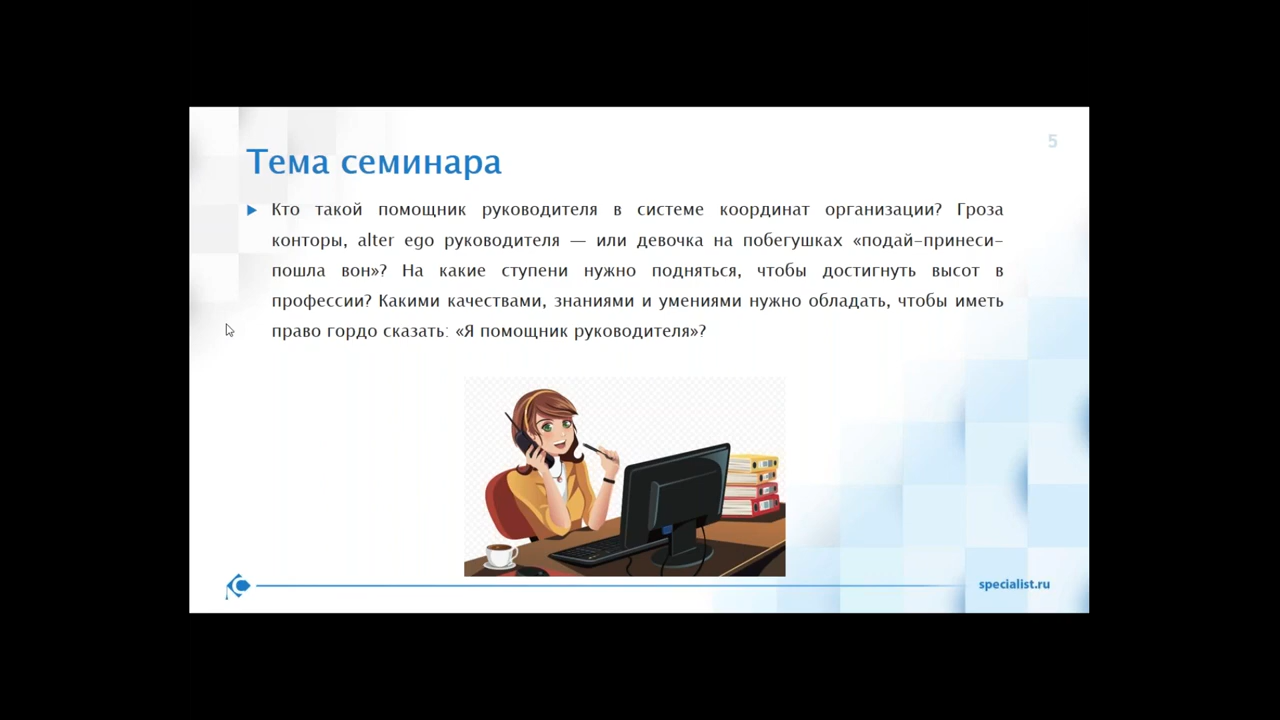 5
Тема семинара
Кто такой помощник руководителя в системе координат организации? Гроза
конторы, alter ego руководителя — или девочка на побегушках «подай-принеси-
пошла вон»? На какие ступени нужно подняться, чтобы достигнуть высот в
профессии? Какими качествами, знаниями и умениями нужно обладать, чтобы иметь
право гордо сказать: «Я помощник руководителя»?
specialist.ru